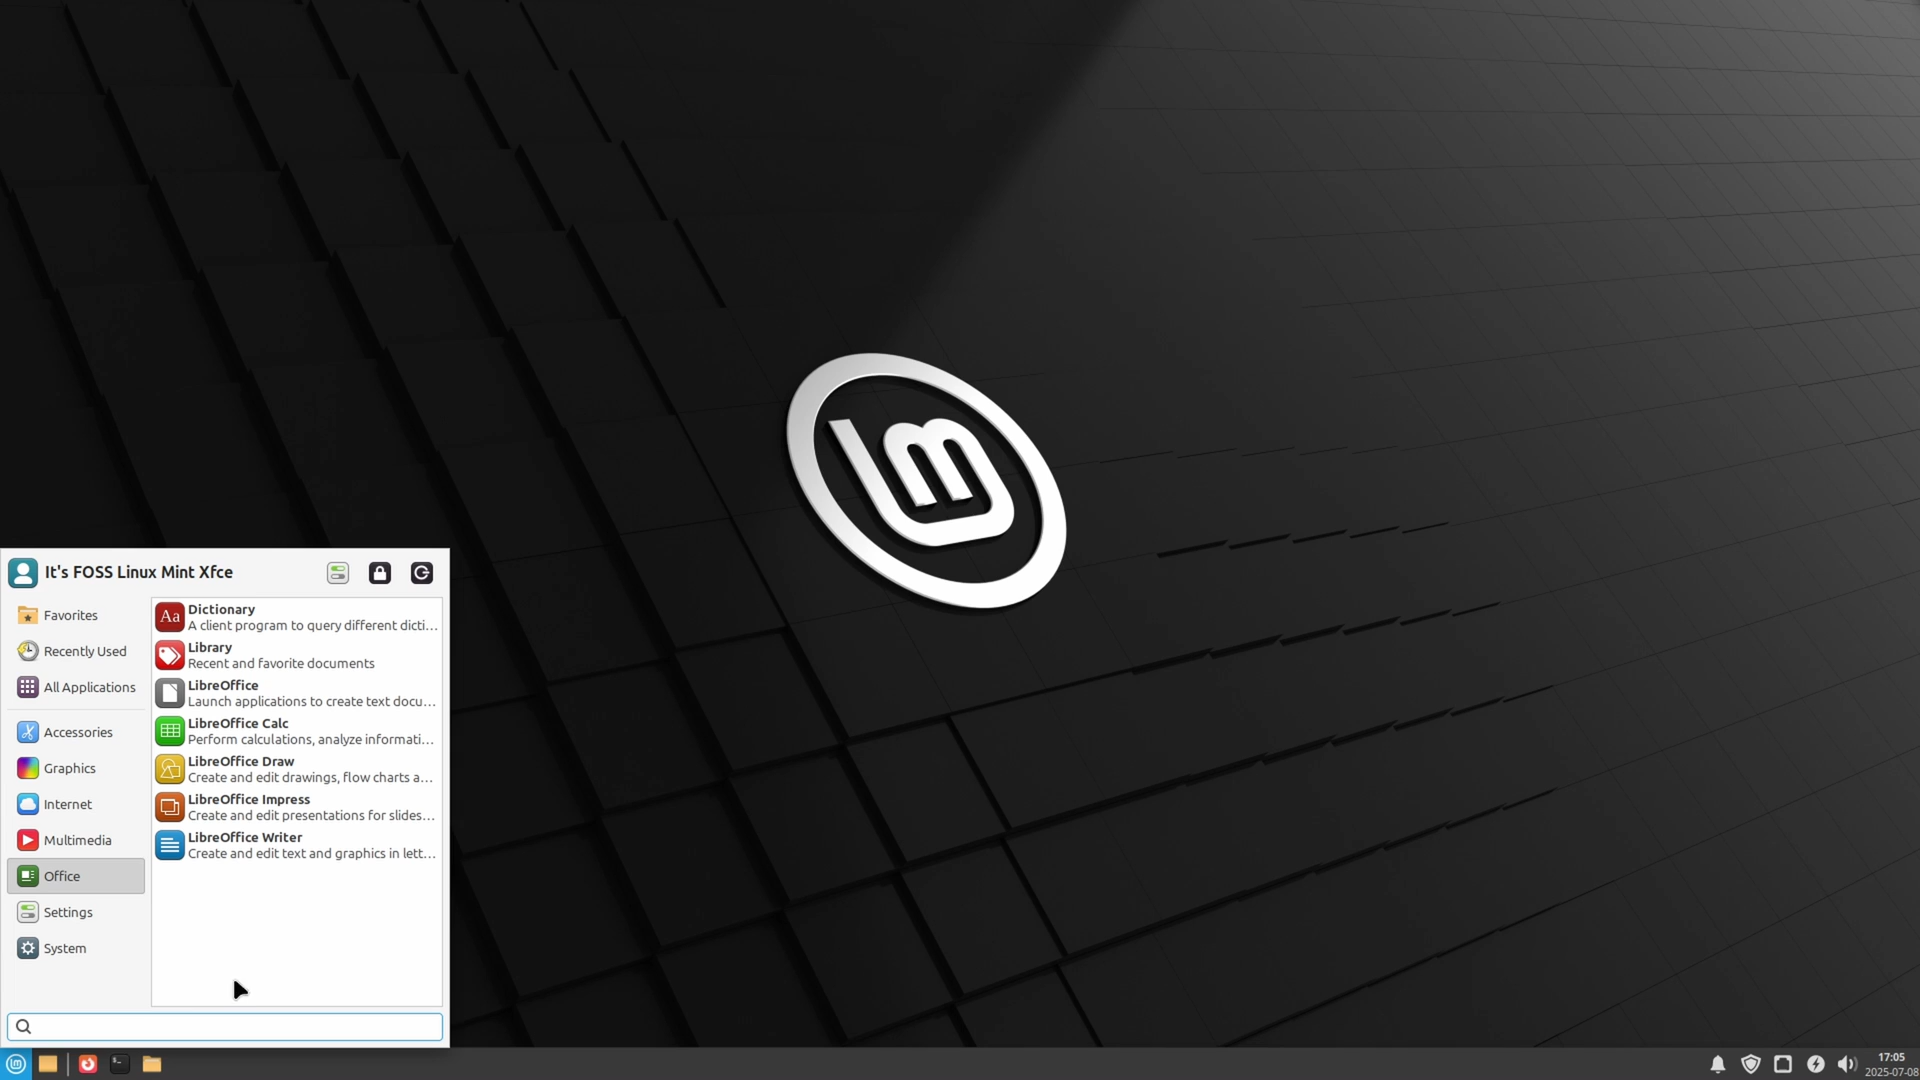 It's FOSS Linux Mint Xfce
Favorites
Recently Used
All Applications
Accessories
Graphics
Internet
Multimedia
Office
Settings
System
Aa
Dictionary
A client program to query different dicti...
Library
Recent and favorite documents
LibreOffice
Launch applications to create text docu...
LibreOffice Calc
Perform calculations, analyze informati...
LibreOffice Draw
Create and edit drawings, flow charts a...
LibreOffice Impress
Create and edit presentations for slides...
LibreOffice Writer
Create and edit text and graphics in lett...
17:05
2025-07-08